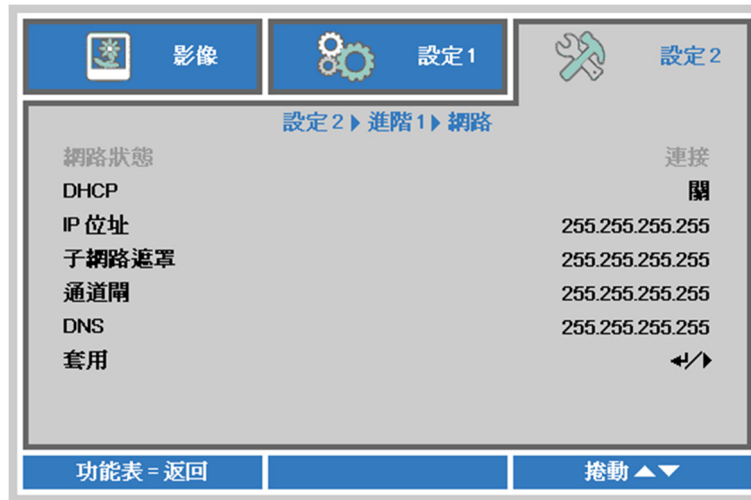 影像 設定1 設定2
設定2 ▶ 進階1 ▶ 網路
網路狀態 連接
DHCP 關
IP 位址 255.255.255.255
子網路遮罩 255.255.255.255
通道閘 255.255.255.255
DNS 255.255.255.255
套用 ↵/▶
功能表 = 返回 捲動 ▲▼